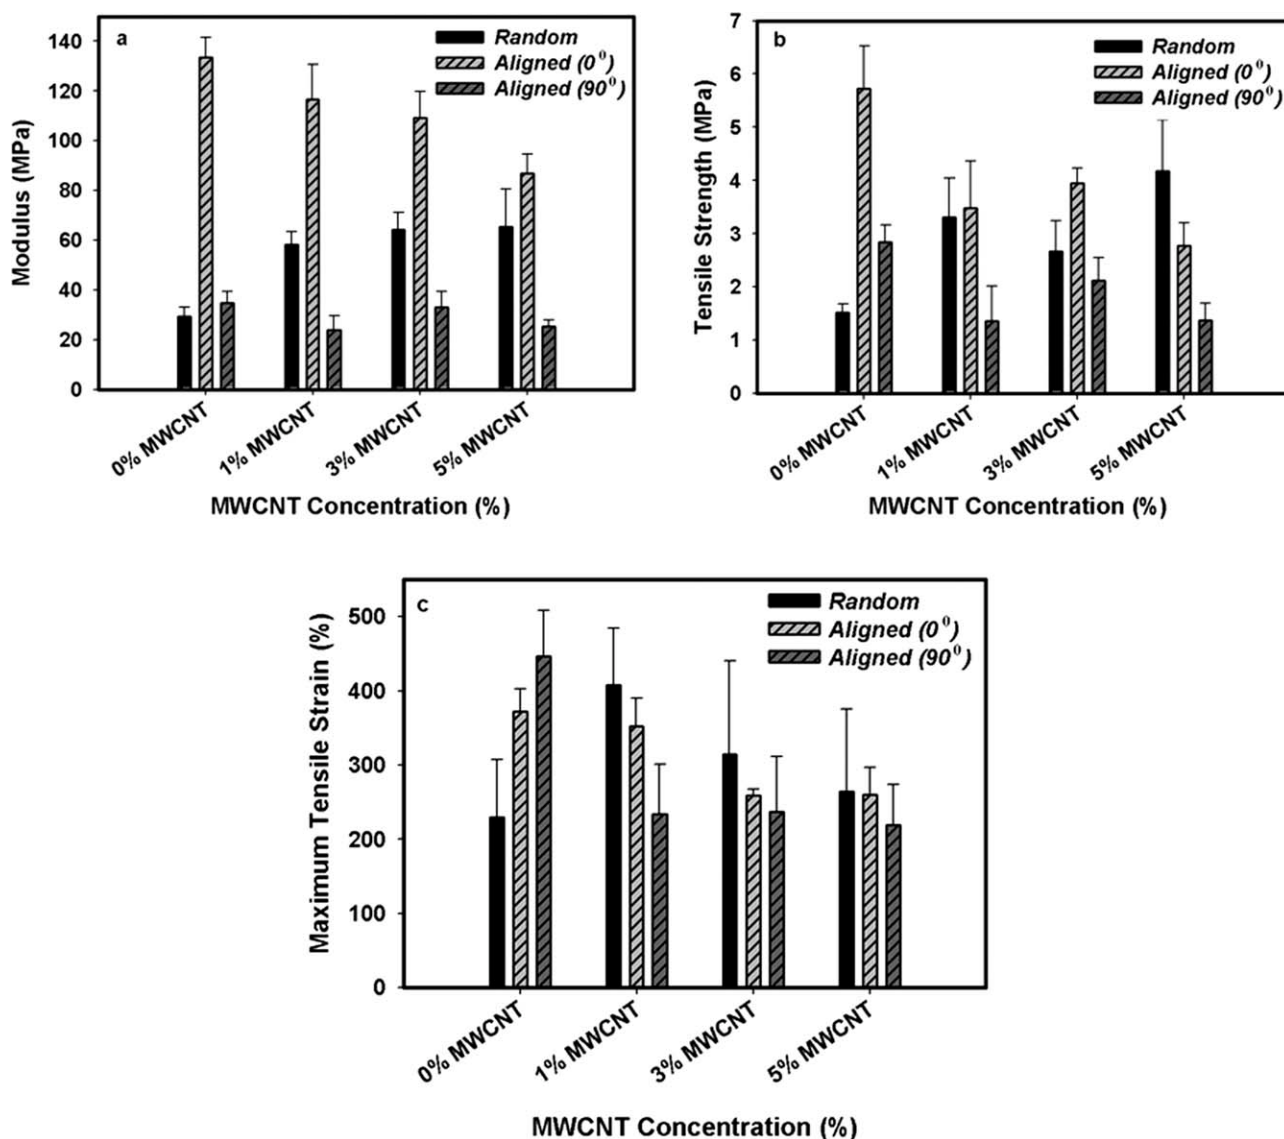 a
Random
Aligned (0⁰)
Aligned (90⁰)
140
120
100
80
60
40
20
0
Modulus (MPa)
0% MWCNT
1% MWCNT
3% MWCNT
5% MWCNT
MWCNT Concentration (%)
b
Random
Aligned (0⁰)
Aligned (90⁰)
7
6
5
4
3
2
1
0
Tensile Strength (MPa)
0% MWCNT
1% MWCNT
3% MWCNT
5% MWCNT
MWCNT Concentration (%)
c
Random
Aligned (0⁰)
Aligned (90⁰)
500
400
300
200
100
0
Maximum Tensile Strain (%)
0% MWCNT
1% MWCNT
3% MWCNT
5% MWCNT
MWCNT Concentration (%)